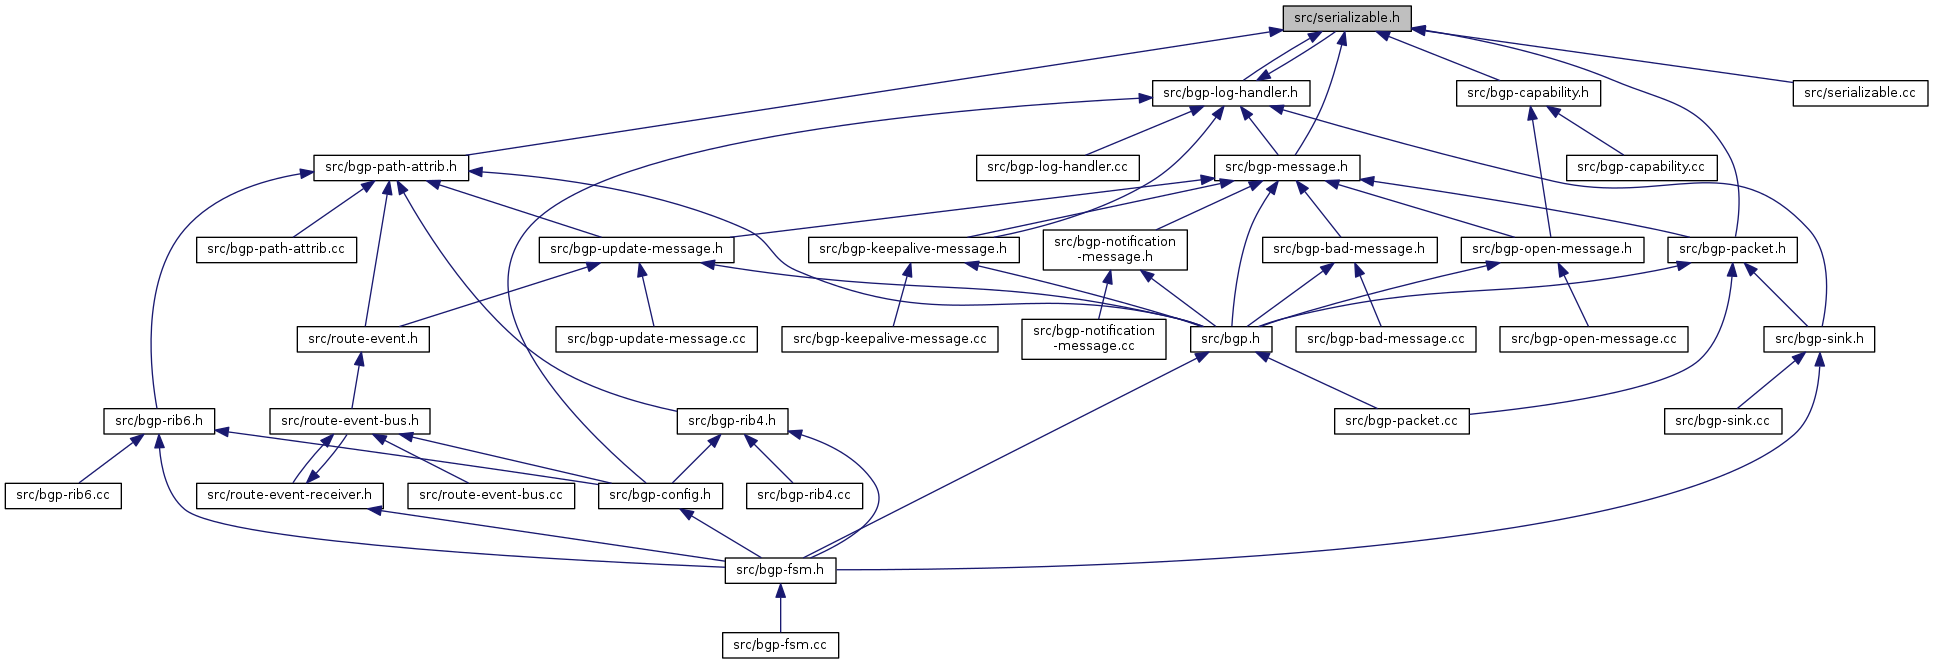 src/serializable.h
src/bgp-log-handler.h
src/bgp-capability.h
src/serializable.cc
src/bgp-path-attrib.h
src/bgp-log-handler.cc
src/bgp-message.h
src/bgp-capability.cc
src/bgp-path-attrib.cc
src/bgp-update-message.h
src/bgp-keepalive-message.h
src/bgp-notification
-message.h
src/bgp-bad-message.h
src/bgp-open-message.h
src/bgp-packet.h
src/route-event.h
src/bgp-update-message.cc
src/bgp-keepalive-message.cc
src/bgp-notification
-message.cc
src/bgp.h
src/bgp-bad-message.cc
src/bgp-open-message.cc
src/bgp-sink.h
src/bgp-rib6.h
src/route-event-bus.h
src/bgp-rib4.h
src/bgp-packet.cc
src/bgp-sink.cc
src/bgp-rib6.cc
src/route-event-receiver.h
src/route-event-bus.cc
src/bgp-config.h
src/bgp-rib4.cc
src/bgp-fsm.h
src/bgp-fsm.cc